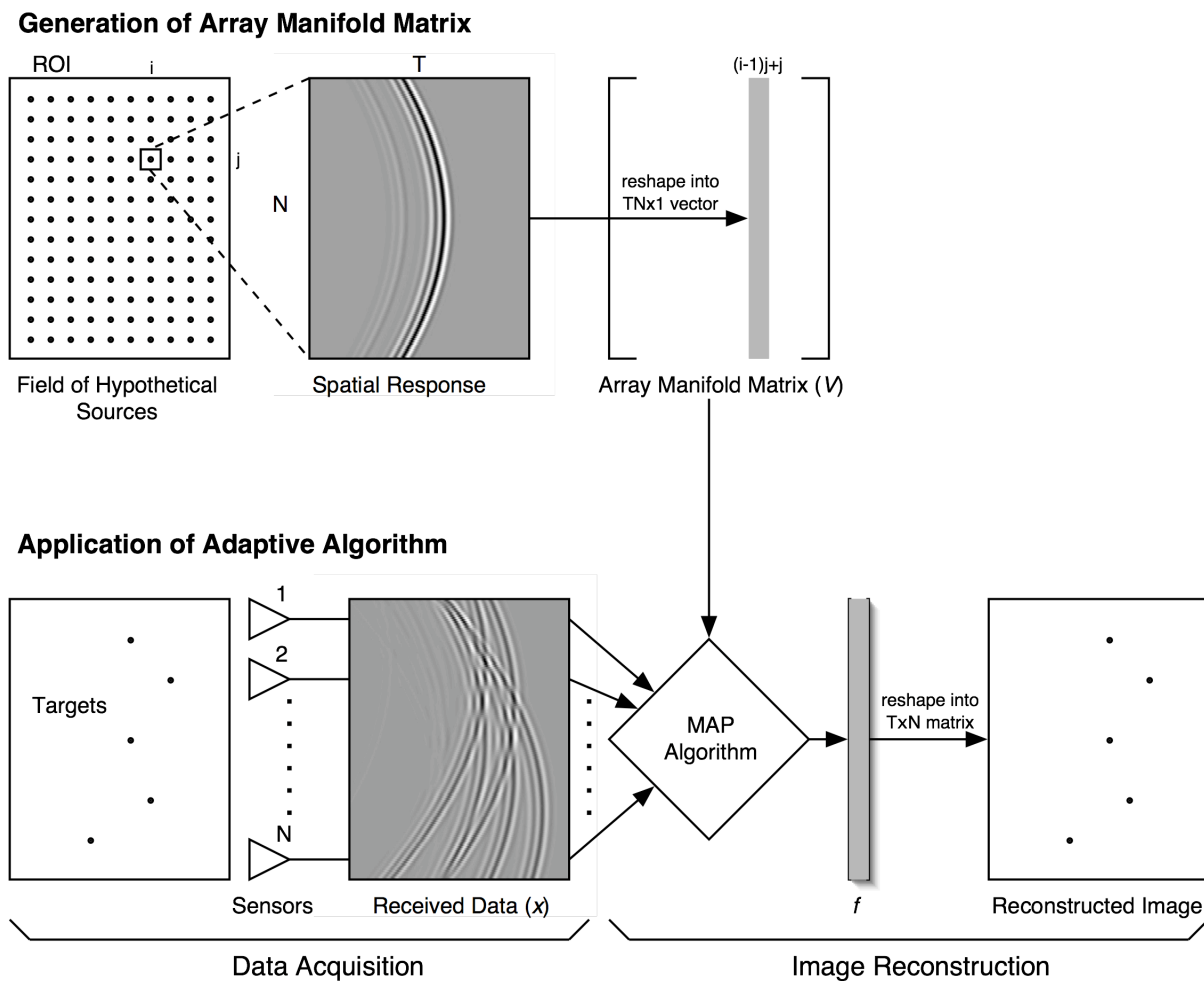 Generation of Array Manifold Matrix
ROI
i
T
(i-1)j+j
j
N
reshape into
TNx1 vector
Field of Hypothetical
Sources
Spatial Response
Array Manifold Matrix (V)
Application of Adaptive Algorithm
1
2
Targets
N
MAP
Algorithm
reshape into
TxN matrix
Sensors
Received Data (x)
f
Reconstructed Image
Data Acquisition
Image Reconstruction